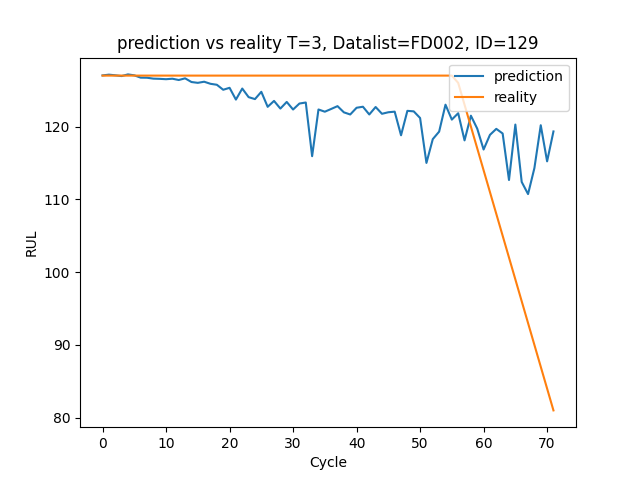 prediction vs reality T=3, Datalist=FD002, ID=129
prediction
reality
120
110
100
90
80
RUL
0 10 20 30 40 50 60 70
Cycle